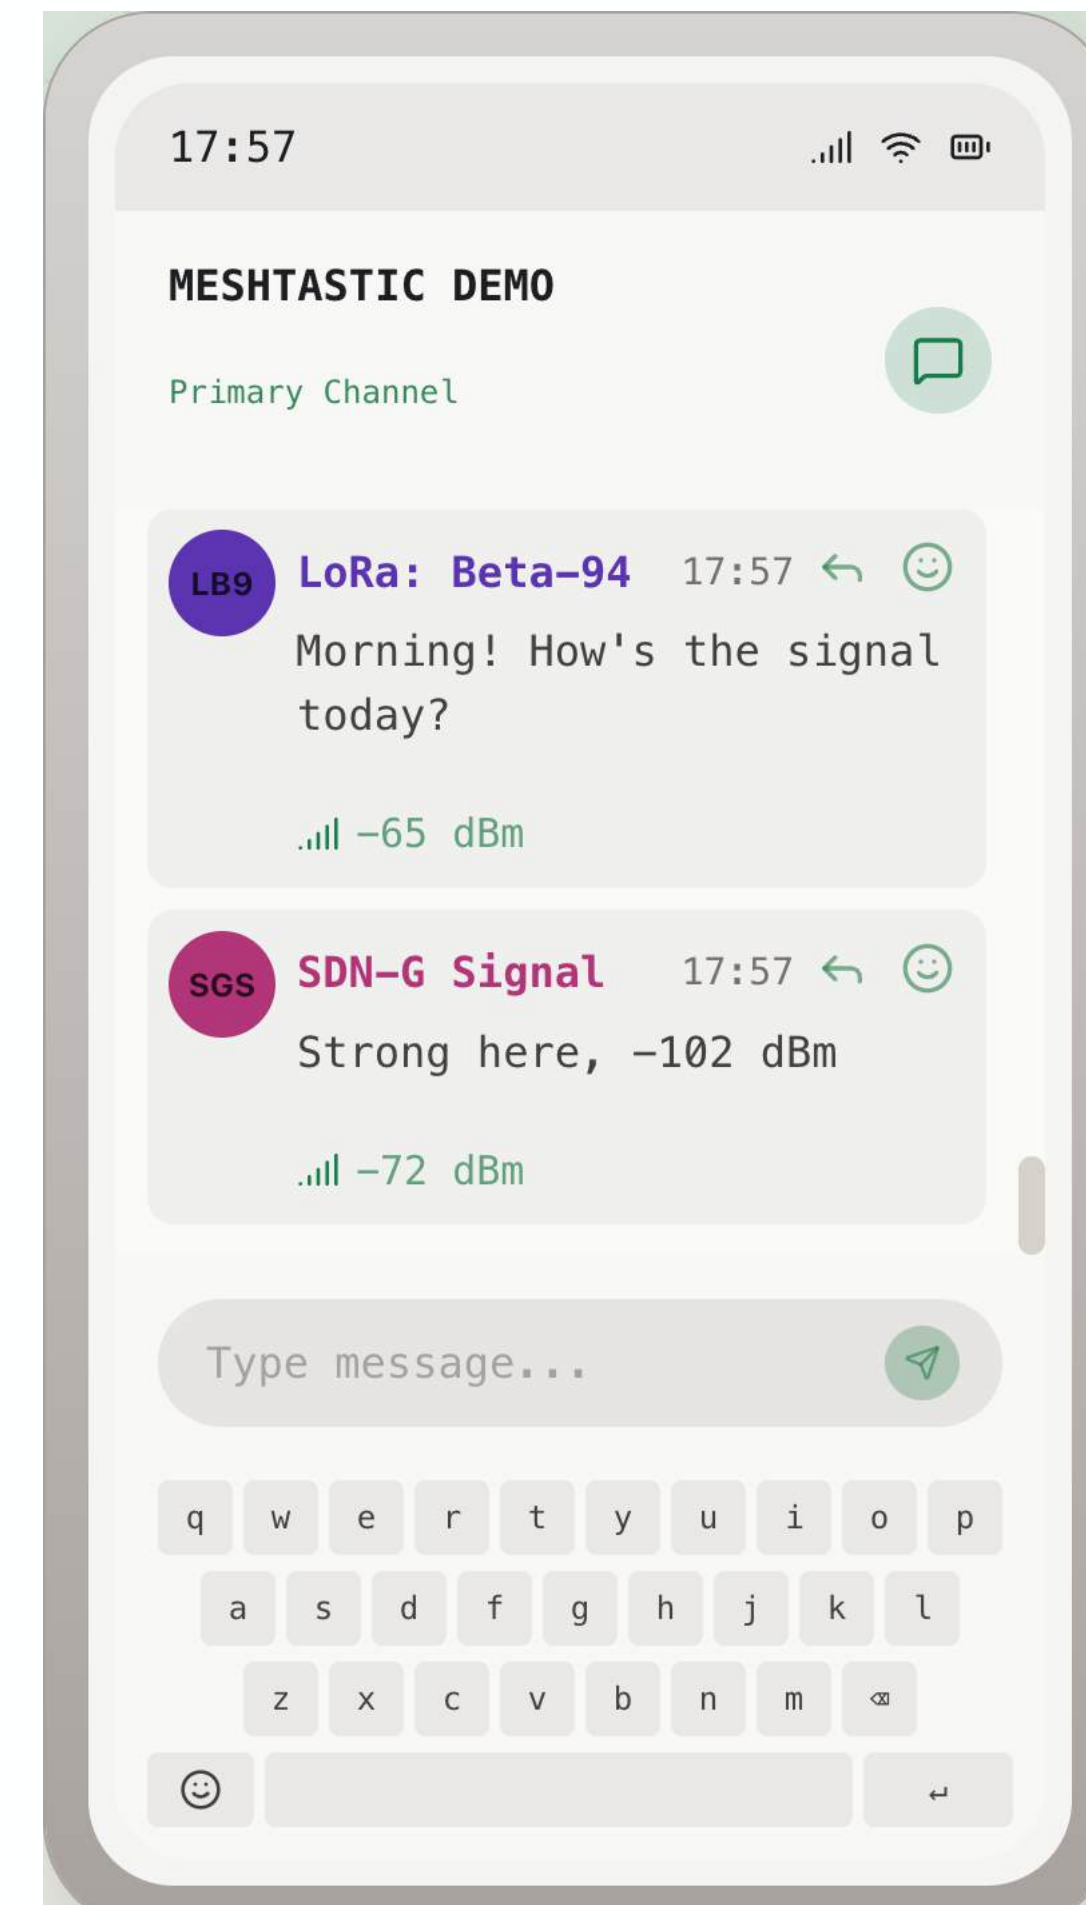 17:57
MESHTASTIC DEMO
Primary Channel
LB9
LoRa: Beta-94 17:57
Morning! How's the signal
today?
-65 dBm
SGS
SDN-G Signal 17:57
Strong here, -102 dBm
-72 dBm
Type message...
q w e r t y u i o p
a s d f g h j k l
z x c v b n m ⌫
↵